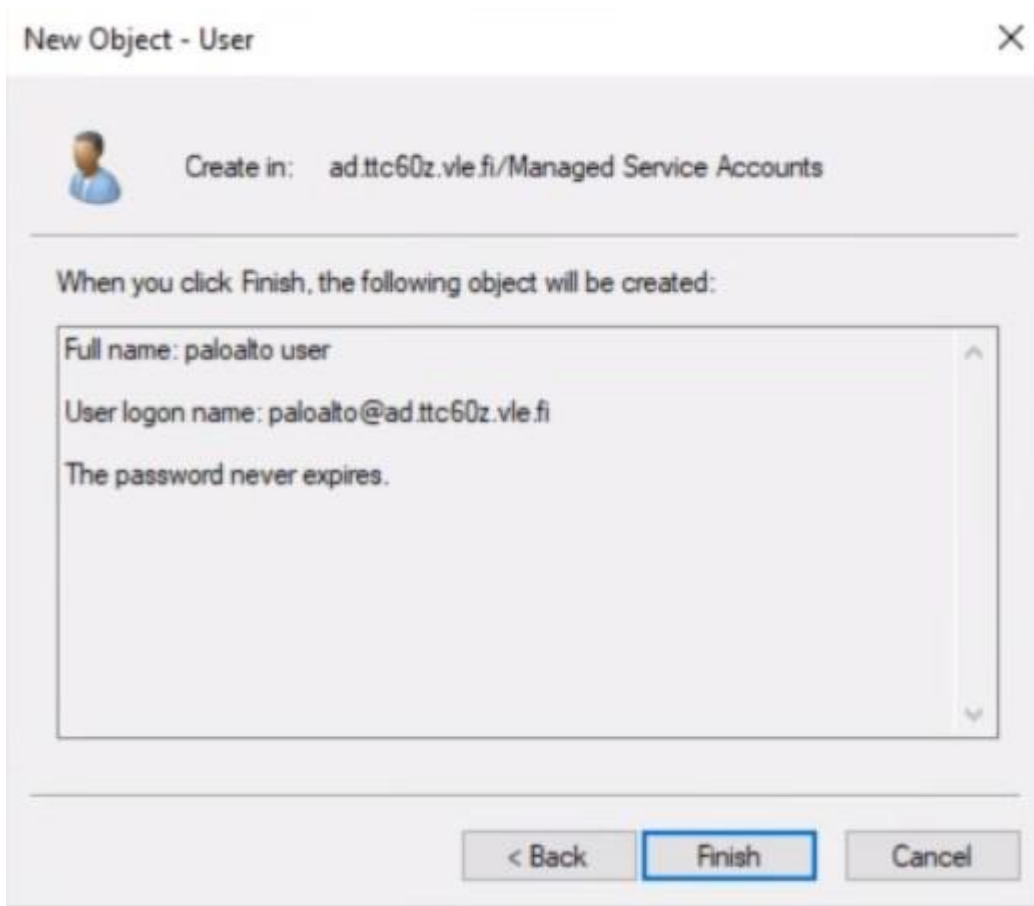 New Object - User
Create in: ad.ttc60z.vle.fi/Managed Service Accounts
When you click Finish, the following object will be created:
Full name: paloalto user
User logon name: paloalto@ad.ttc60z.vle.fi
The password never expires.
< Back Finish Cancel